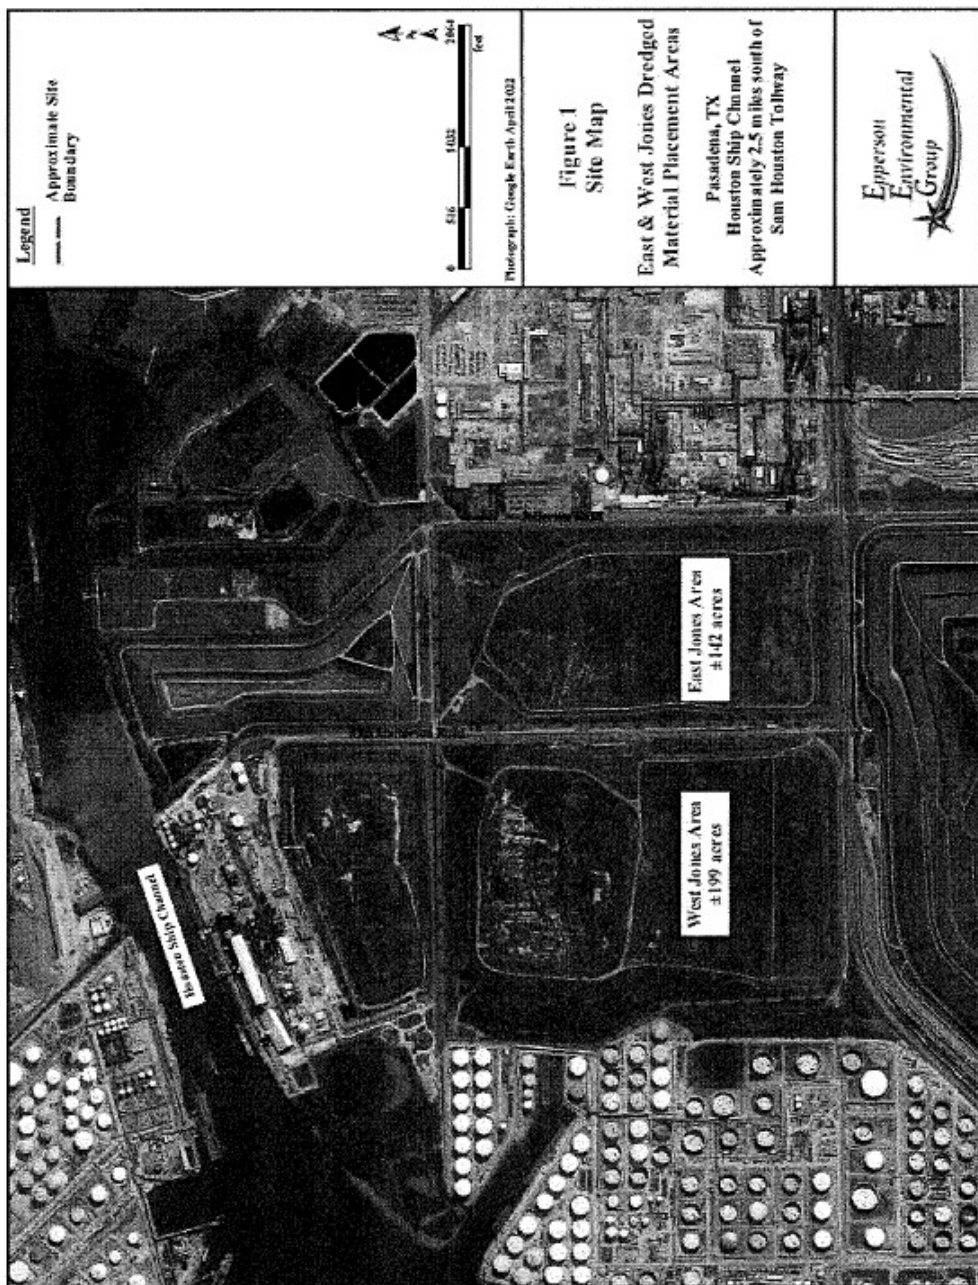 Legend
Approximate Site
Boundary
0
516
1032
2064
feet
Photograph: Google Earth April 2022
Figure 1
Site Map
East & West Jones Dredged
Material Placement Areas
Pasadena, TX
Houston Ship Channel
Approximately 2.5 miles south of
Sam Houston Tollway
Epperson
Environmental
Group
Houston Ship Channel
West Jones Area
±199 acres
East Jones Area
±142 acres